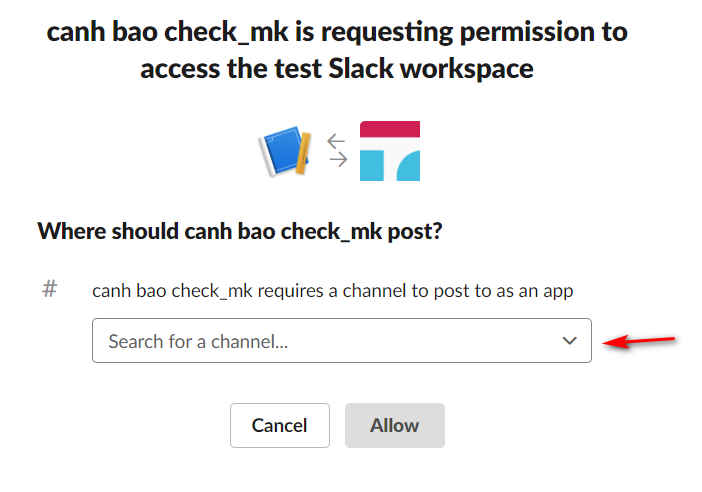 canh bao check_mk is requesting permission to
access the test Slack workspace
Where should canh bao check_mk post?
# canh bao check_mk requires a channel to post to as an app
Search for a channel...
Cancel Allow